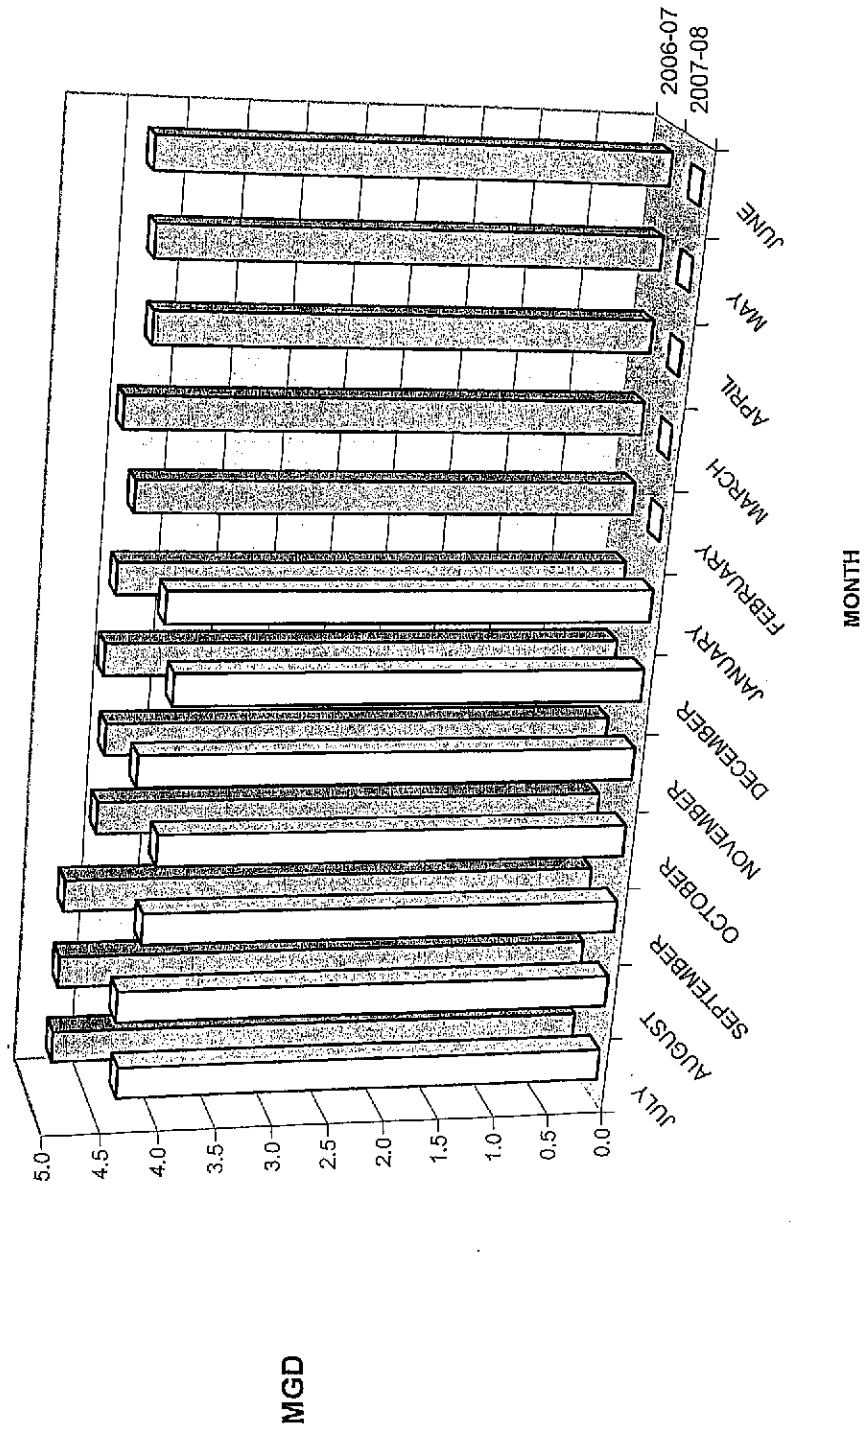 MGD
5.0
4.5
4.0
3.5
3.0
2.5
2.0
1.5
1.0
0.5
0.0
JULY
AUGUST
SEPTEMBER
OCTOBER
NOVEMBER
DECEMBER
JANUARY
FEBRUARY
MARCH
APRIL
MAY
JUNE
2006-07
2007-08
MONTH